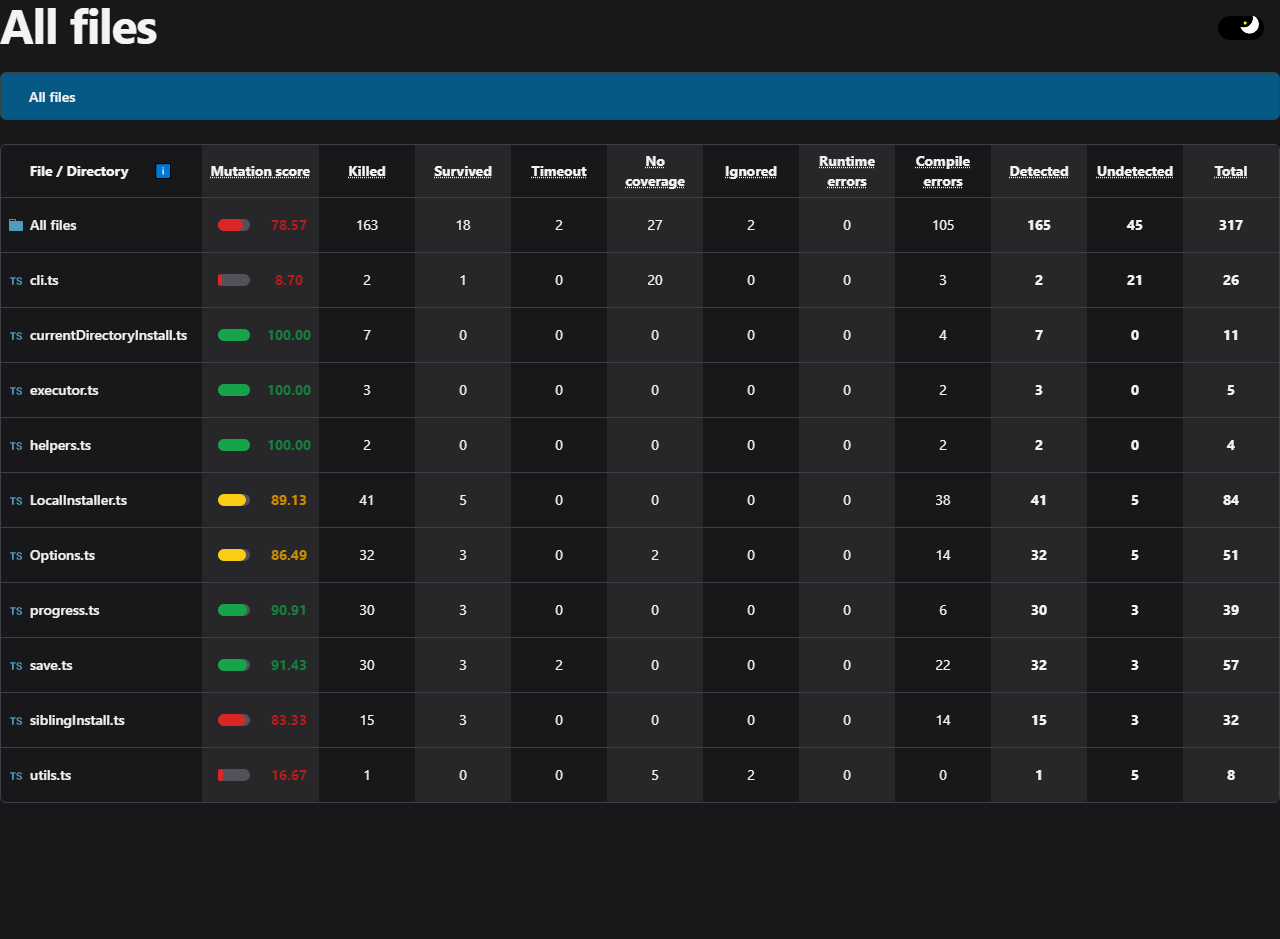 All files
All files
File / Directory i Mutation score Killed Survived Timeout No coverage Ignored Runtime errors Compile errors Detected Undetected Total
All files 78.57 163 18 2 27 2 0 105 165 45 317
TS cli.ts 8.70 2 1 0 20 0 0 3 2 21 26
TS currentDirectoryInstall.ts 100.00 7 0 0 0 0 0 4 7 0 11
TS executor.ts 100.00 3 0 0 0 0 0 2 3 0 5
TS helpers.ts 100.00 2 0 0 0 0 0 2 2 0 4
TS LocalInstaller.ts 89.13 41 5 0 0 0 0 38 41 5 84
TS Options.ts 86.49 32 3 0 2 0 0 14 32 5 51
TS progress.ts 90.91 30 3 0 0 0 0 6 30 3 39
TS save.ts 91.43 30 3 2 0 0 0 22 32 3 57
TS siblingInstall.ts 83.33 15 3 0 0 0 0 14 15 3 32
TS utils.ts 16.67 1 0 0 5 2 0 0 1 5 8